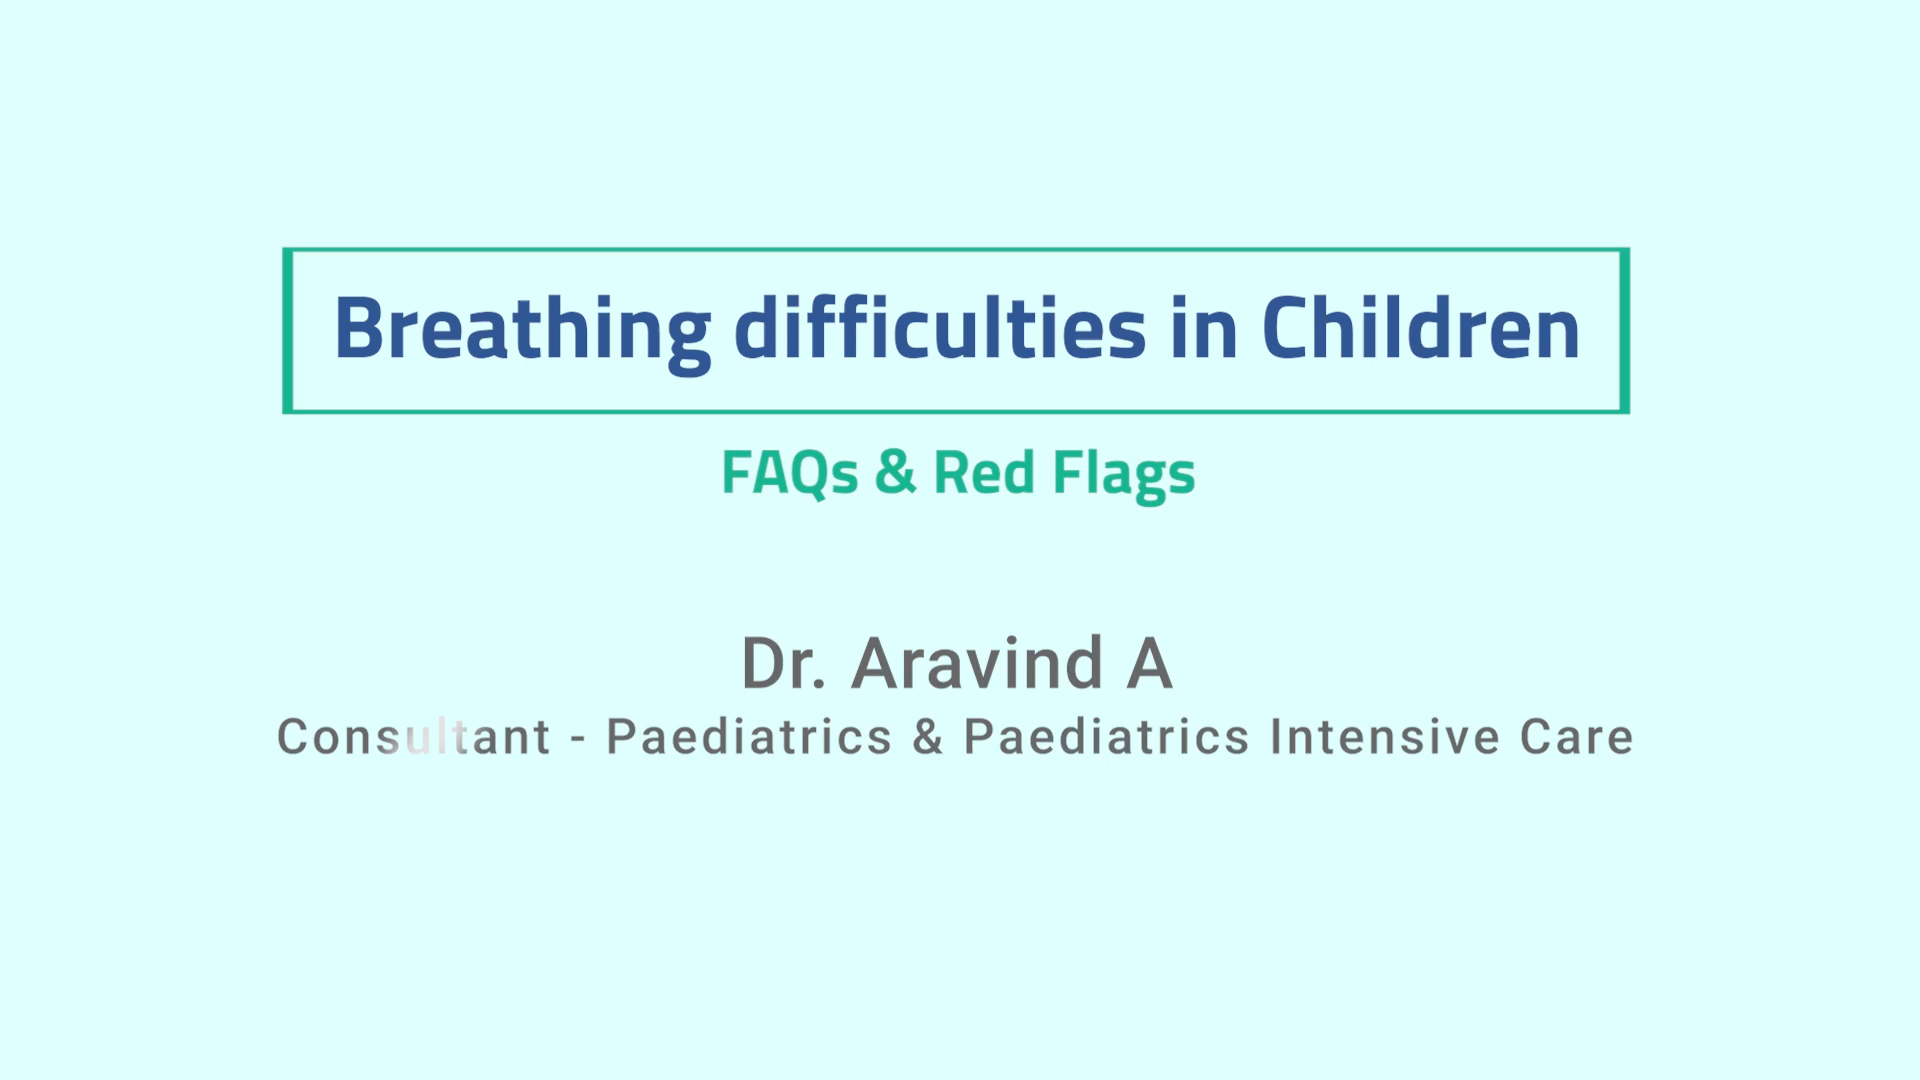 Breathing difficulties in Children
FAQs & Red Flags
Dr. Aravind A
Consultant - Paediatrics & Paediatrics Intensive Care